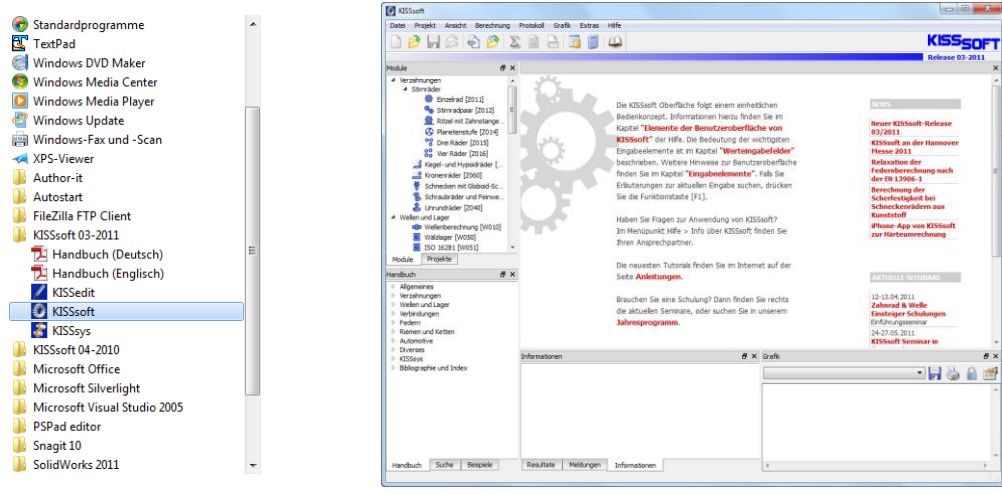 Standardprogramme
TextPad
Windows DVD Maker
Windows Media Center
Windows Media Player
Windows Update
Windows-Fax und -Scan
XPS-Viewer
Author-it
Autostart
FileZilla FTP Client
KISSsoft 03-2011
Handbuch (Deutsch)
Handbuch (Englisch)
KISSedit
KISSsoft
KISSsys
KISSsoft 04-2010
Microsoft Office
Microsoft Silverlight
Microsoft Visual Studio 2005
PSPad editor
Snagit 10
SolidWorks 2011
KISSsoft
Datei Projekt Ansicht Berechnung Protokoll Grafik Extras Hilfe
KISSsoft
Release 03-2011
Module
Verzahnungen
Stirnräder
Einzelrad [Z011]
Stirnradpaar [Z012]
Ritzel mit Zahnstange...
Planetenstufe [Z014]
Drei Räder [Z015]
Vier Räder [Z016]
Kegel- und Hypoidräder [...
Kronenräder [Z060]
Schnecken mit Globoid-Sc...
Schraubräder und Feinwe...
Unrundräder [Z040]
Wellen und Lager
Wellenberechnung [W010]
Wälzlager [W050]
ISO 16281 [W051]
Module Projekte
Handbuch
Allgemeines
Verzahnungen
Wellen und Lager
Verbindungen
Federn
Riemen und Ketten
Automotive
Diverses
KISSsys
Bibliographie und Index
Handbuch Suche Beispiele
Die KISSsoft Oberfläche folgt einem einheitlichen
Bedienkonzept. Informationen hierzu finden Sie im
Kapitel "Elemente der Benutzeroberfläche von
KISSsoft" der Hilfe. Die Bedeutung der wichtigsten
Eingabeelemente ist im Kapitel "Werteingabefelder"
beschrieben. Weitere Hinweise zur Benutzeroberfläche
finden Sie im Kapitel "Eingabeelemente". Falls Sie
Erläuterungen zur aktuellen Eingabe suchen, drücken
Sie die Funktionstaste [F1].
Haben Sie Fragen zur Anwendung von KISSsoft?
Im Menüpunkt Hilfe > Info über KISSsoft finden Sie
Ihren Ansprechpartner.
Die neuesten Tutorials finden Sie im Internet auf der
Seite Anleitungen.
Brauchen Sie eine Schulung? Dann finden Sie rechts
die aktuellen Seminare, oder suchen Sie in unserem
Jahresprogramm.
NEWS
Neuer KISSsoft-Release
03/2011
KISSsoft an der Hannover
Messe 2011
Relaxation der
Federnberechnung nach
der EN 13906-1
Berechnung der
Scherfestigkeit bei
Schneckenrädern aus
Kunststoff
iPhone-App von KISSsoft
zur Härteumrechnung
AKTUELLE SEMINARE
12-13.04.2011
Zahnrad & Welle
Einsteiger Schulungen
Einführungsseminar
24-27.05.2011
KISSsoft Seminar in
Informationen
Resultate Meldungen Informationen
Grafik